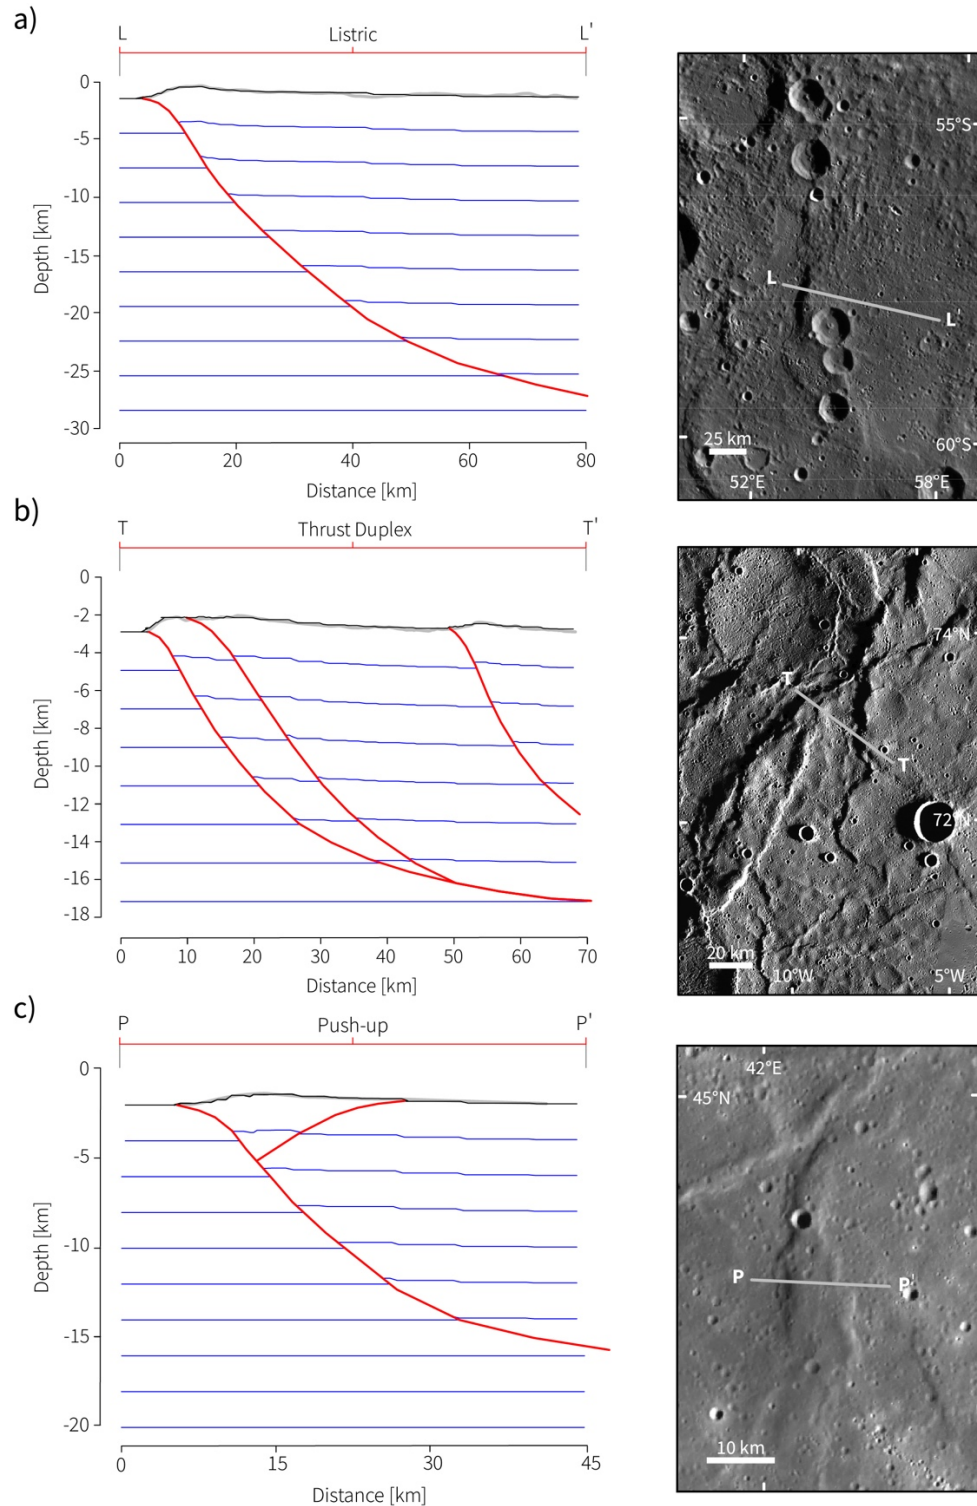 a)
L Listric L'
0
-5
-10
-15
-20
-25
-30
Depth [km]
0 20 40 60 80
Distance [km]
55°S
L
L'
60°S
25 km
52°E 58°E
b)
T Thrust Duplex T'
0
-2
-4
-6
-8
-10
-12
-14
-16
-18
Depth [km]
0 10 20 30 40 50 60 70
Distance [km]
74°N
T
T'
72°N
20 km
10°W 5°W
c)
P Push-up P'
0
-5
-10
-15
-20
Depth [km]
0 15 30 45
Distance [km]
42°E
45°N
P P'
10 km